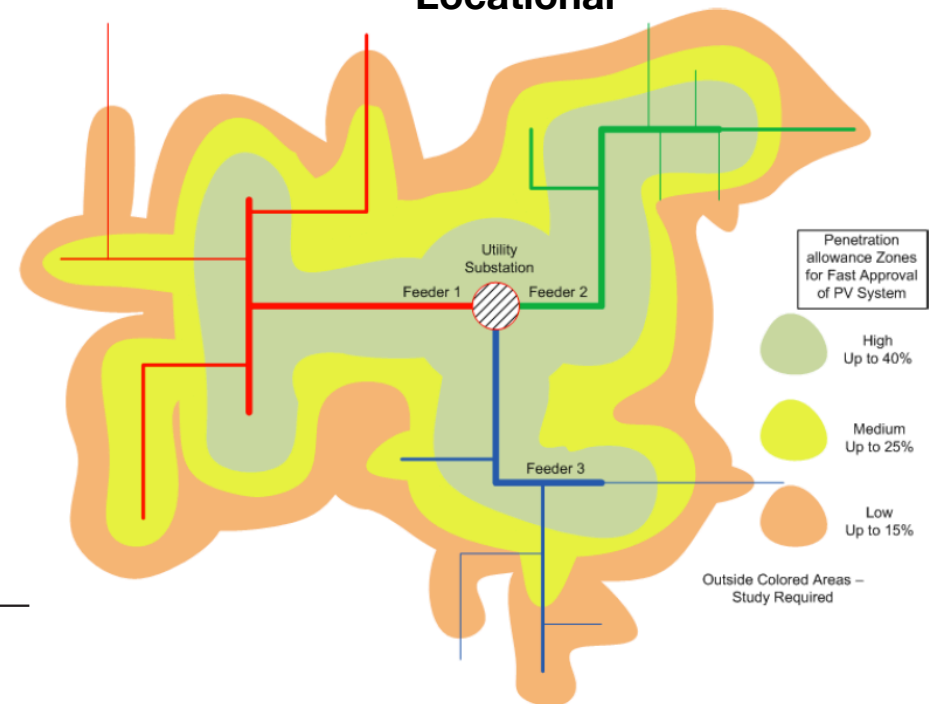 Locational
Utility
Substation
Feeder 1
Feeder 2
Feeder 3
Penetration
allowance Zones
for Fast Approval
of PV System
High
Up to 40%
Medium
Up to 25%
Low
Up to 15%
Outside Colored Areas –
Study Required